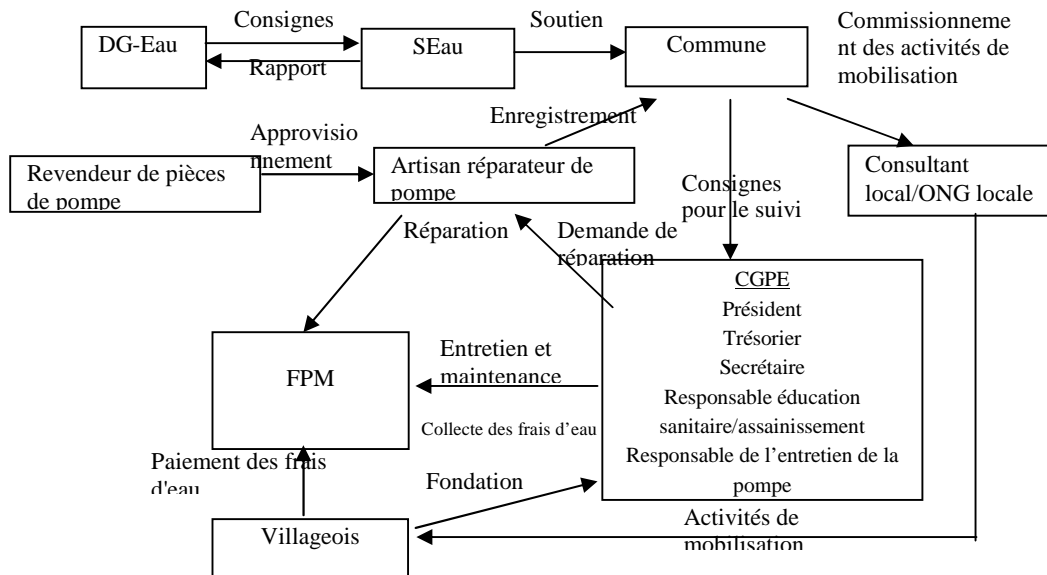 Consignes
Soutien
DG-Eau
SEau
Commune
Commissionneme
nt des activités de
mobilisation
Rapport
Enregistrement
Approvisio
nnement
Revendeur de pièces
de pompe
Artisan réparateur de
pompe
Consultant
local/ONG locale
Consignes
pour le suivi
Réparation
Demande de
réparation
CGPE
Président
Trésorier
Secrétaire
Responsable éducation
sanitaire/assainissement
Responsable de l’entretien de la
pompe
FPM
Entretien et
maintenance
Collecte des frais d’eau
Paiement des frais
d'eau
Fondation
Villageois
Activités de
mobilisation